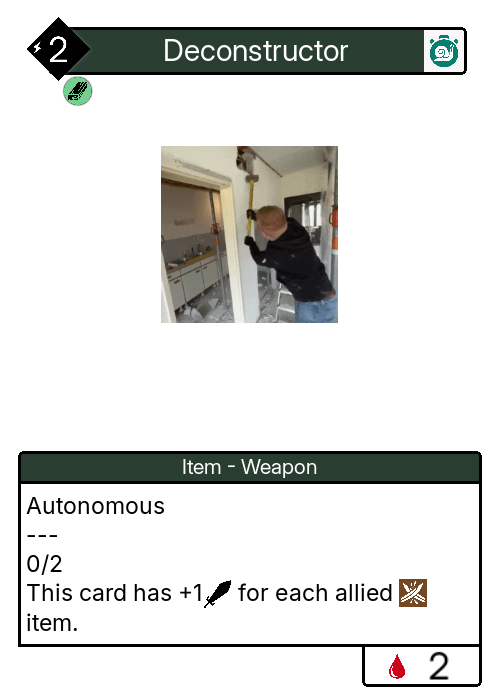 2
Deconstructor
Item - Weapon
Autonomous
---
0/2
This card has +1 for each allied
item.
2